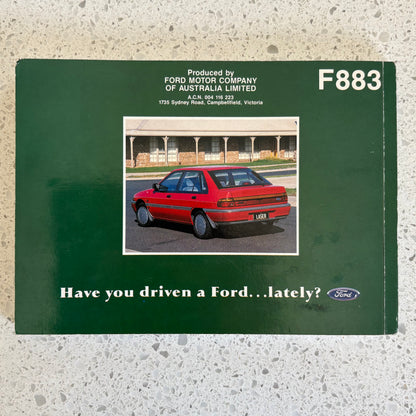 Produced by
FORD MOTOR COMPANY
OF AUSTRALIA LIMITED
A.C.N. 004 116 223
1735 Sydney Road, Campbellfield, Victoria
F883
LASER
Have you driven a Ford...lately? Ford